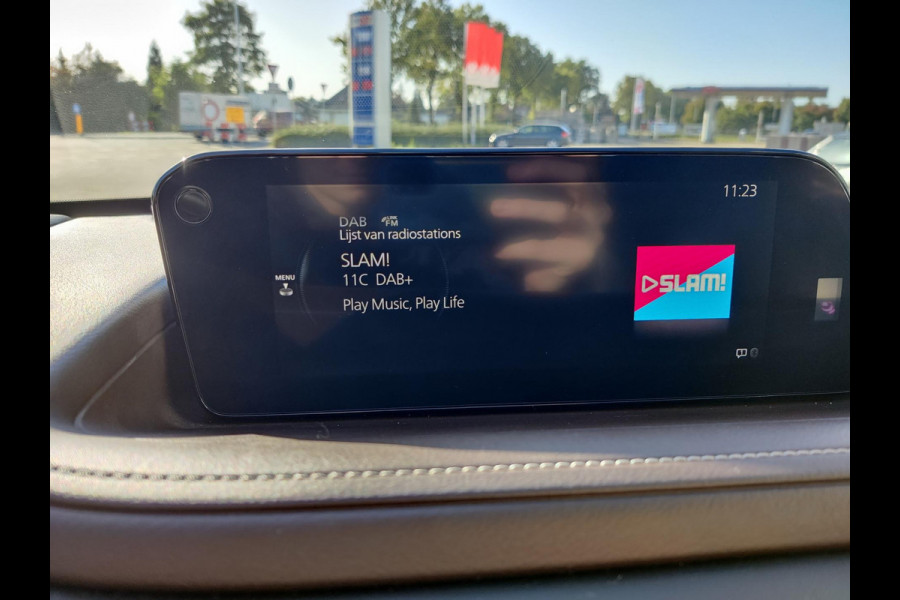 11:23
DAB FM
Lijst van radiostations
SLAM!
11C DAB+
Play Music, Play Life
MENU
SLAM!